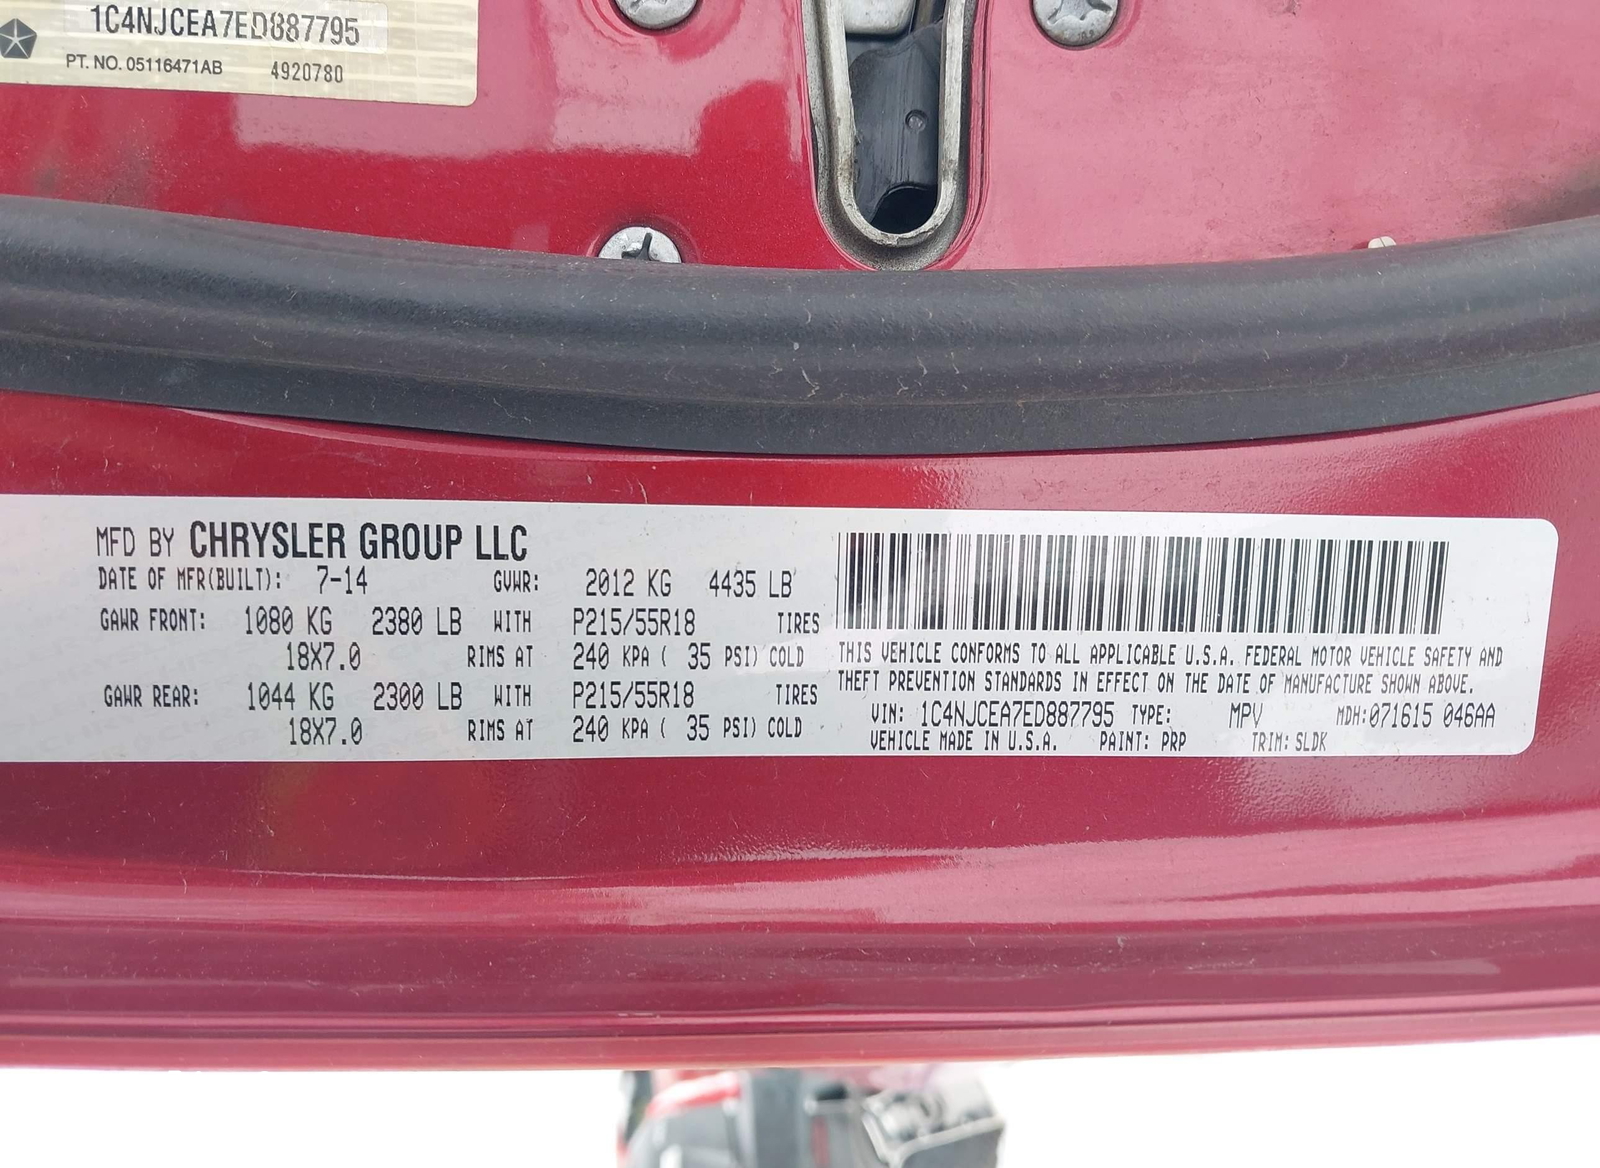 1C4NJCEA7ED887795
PT. NO. 05116471AB 4920780
MFD BY CHRYSLER GROUP LLC
DATE OF MFR(BUILT): 7-14 GVWR: 2012 KG 4435 LB
GAWR FRONT: 1080 KG 2380 LB WITH P215/55R18 TIRES
18X7.0 RIMS AT 240 KPA ( 35 PSI) COLD
GAWR REAR: 1044 KG 2300 LB WITH P215/55R18 TIRES
18X7.0 RIMS AT 240 KPA ( 35 PSI) COLD
THIS VEHICLE CONFORMS TO ALL APPLICABLE U.S.A. FEDERAL MOTOR VEHICLE SAFETY AND
THEFT PREVENTION STANDARDS IN EFFECT ON THE DATE OF MANUFACTURE SHOWN ABOVE.
VIN: 1C4NJCEA7ED887795 TYPE: MPV MDH:071615 046AA
VEHICLE MADE IN U.S.A. PAINT: PRP TRIM: SLDK